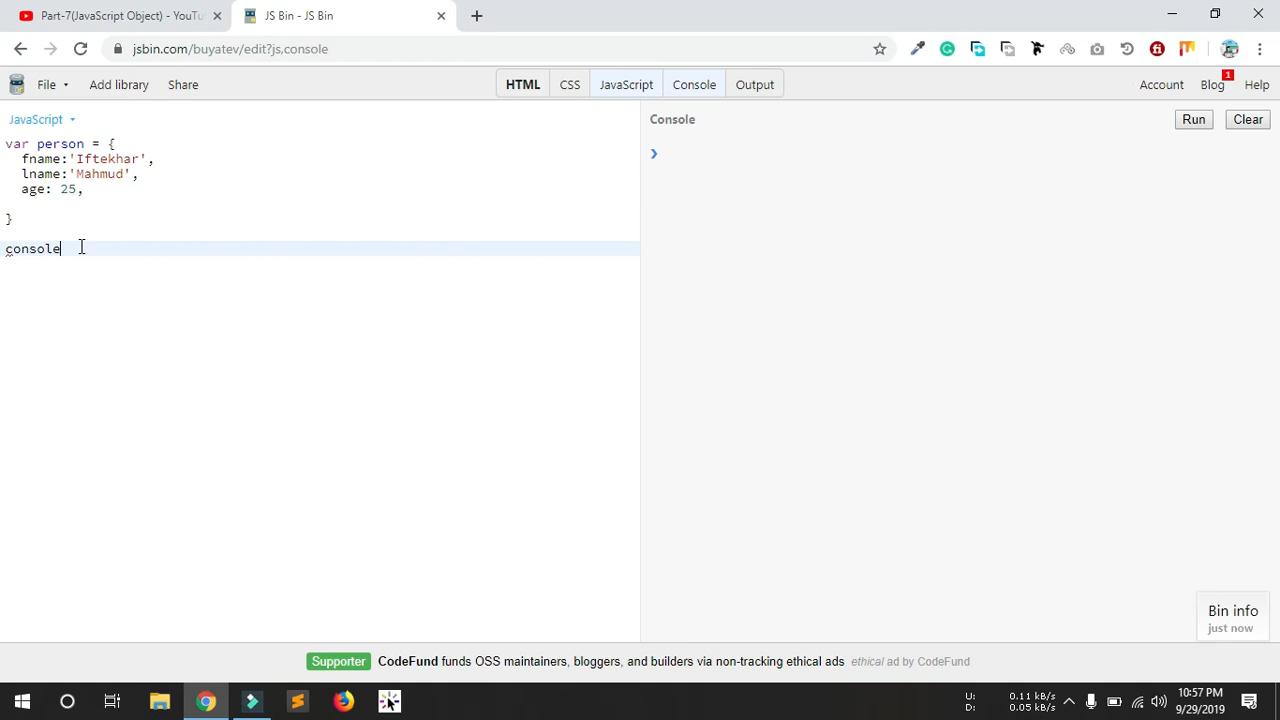 Part-7(JavaScript Object) - YouTu
JS Bin - JS Bin
jsbin.com/buyatev/edit?js,console
File
Add library
Share
HTML
CSS
JavaScript
Console
Output
Account
Blog
1
Help
JavaScript
Console
Run
Clear
var person = {
fname:'Iftekhar',
lname:'Mahmud',
age: 25,
}
console
Bin info
just now
Supporter CodeFund funds OSS maintainers, bloggers, and builders via non-tracking ethical ads ethical ad by CodeFund
U: 0.11 kB/s
D: 0.05 kB/s
10:57 PM
9/29/2019